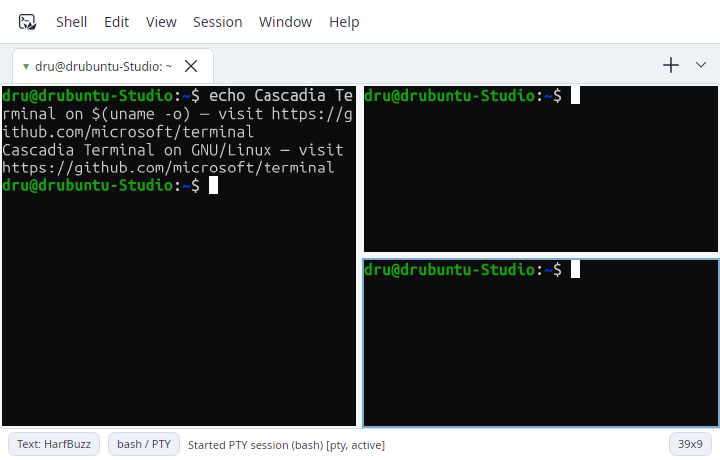 Shell Edit View Session Window Help
dru@drubuntu-Studio: ~
dru@drubuntu-Studio:~$ echo Cascadia Te
rminal on $(uname -o) — visit https://g
ithub.com/microsoft/terminal
Cascadia Terminal on GNU/Linux — visit
https://github.com/microsoft/terminal
dru@drubuntu-Studio:~$
dru@drubuntu-Studio:~$
dru@drubuntu-Studio:~$
Text: HarfBuzz bash / PTY Started PTY session (bash) [pty, active] 39x9